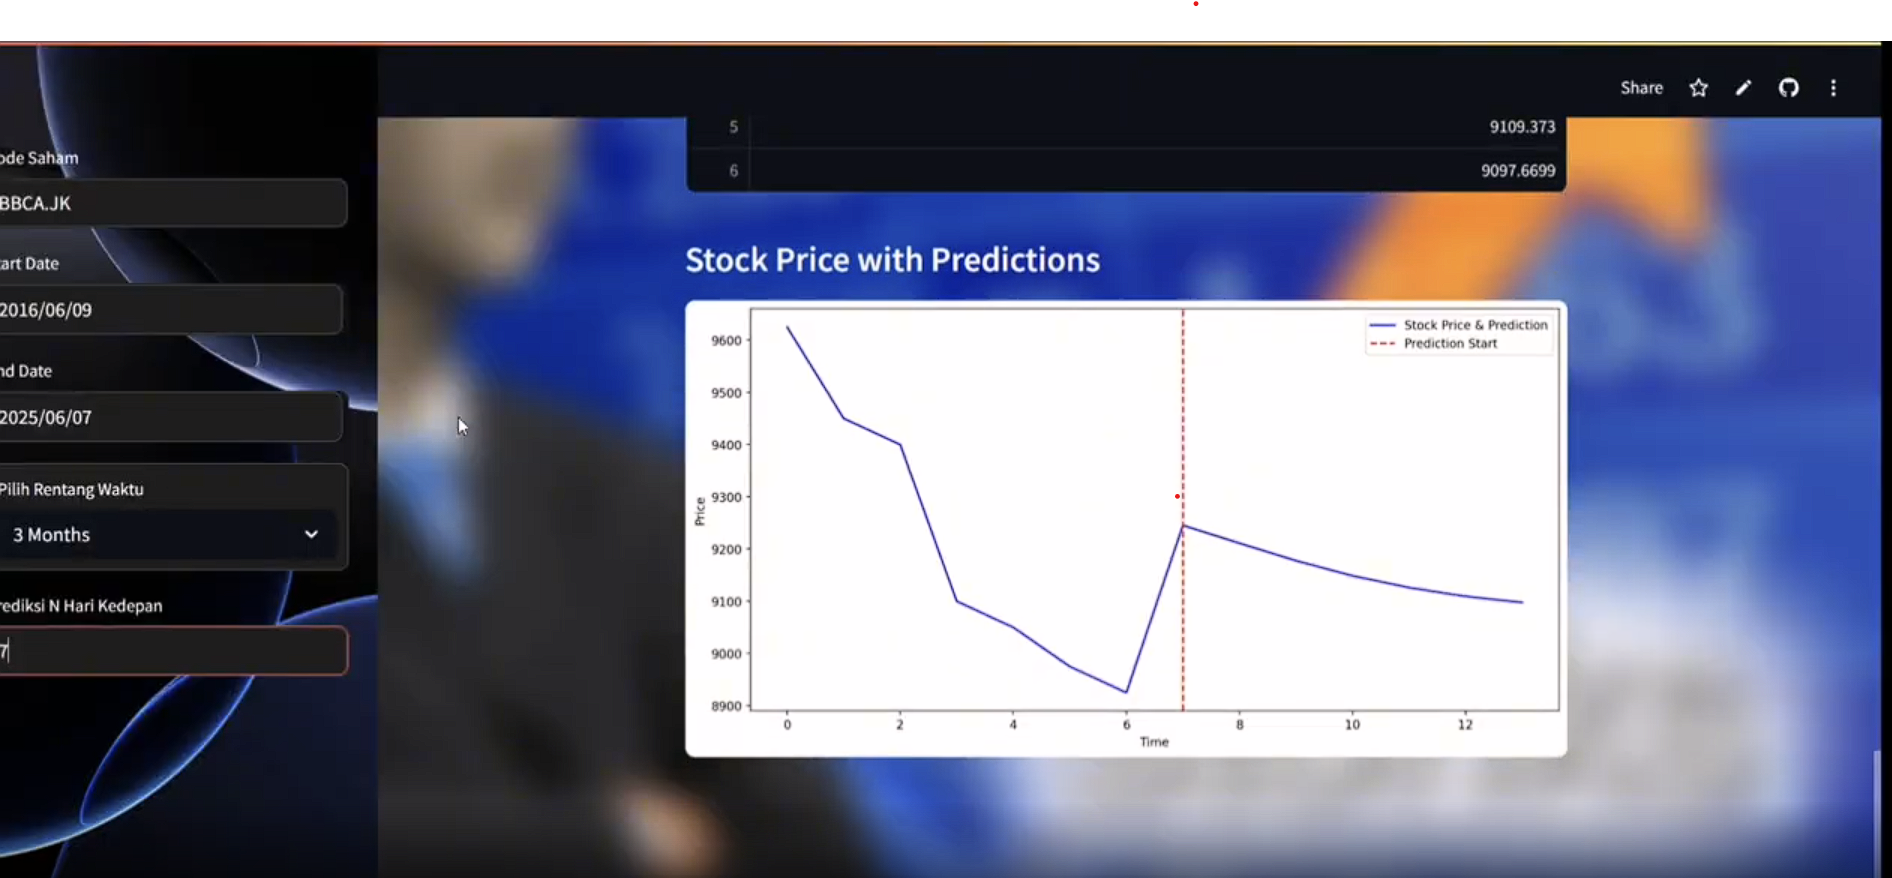 Share
ode Saham
BBCA.JK
art Date
2016/06/09
nd Date
2025/06/07
Pilih Rentang Waktu
3 Months
rediksi N Hari Kedepan
7
5 9109.373
6 9097.6699
Stock Price with Predictions
Stock Price & Prediction
Prediction Start
9600
9500
9400
9300
9200
9100
9000
8900
Price
0 2 4 6 8 10 12
Time